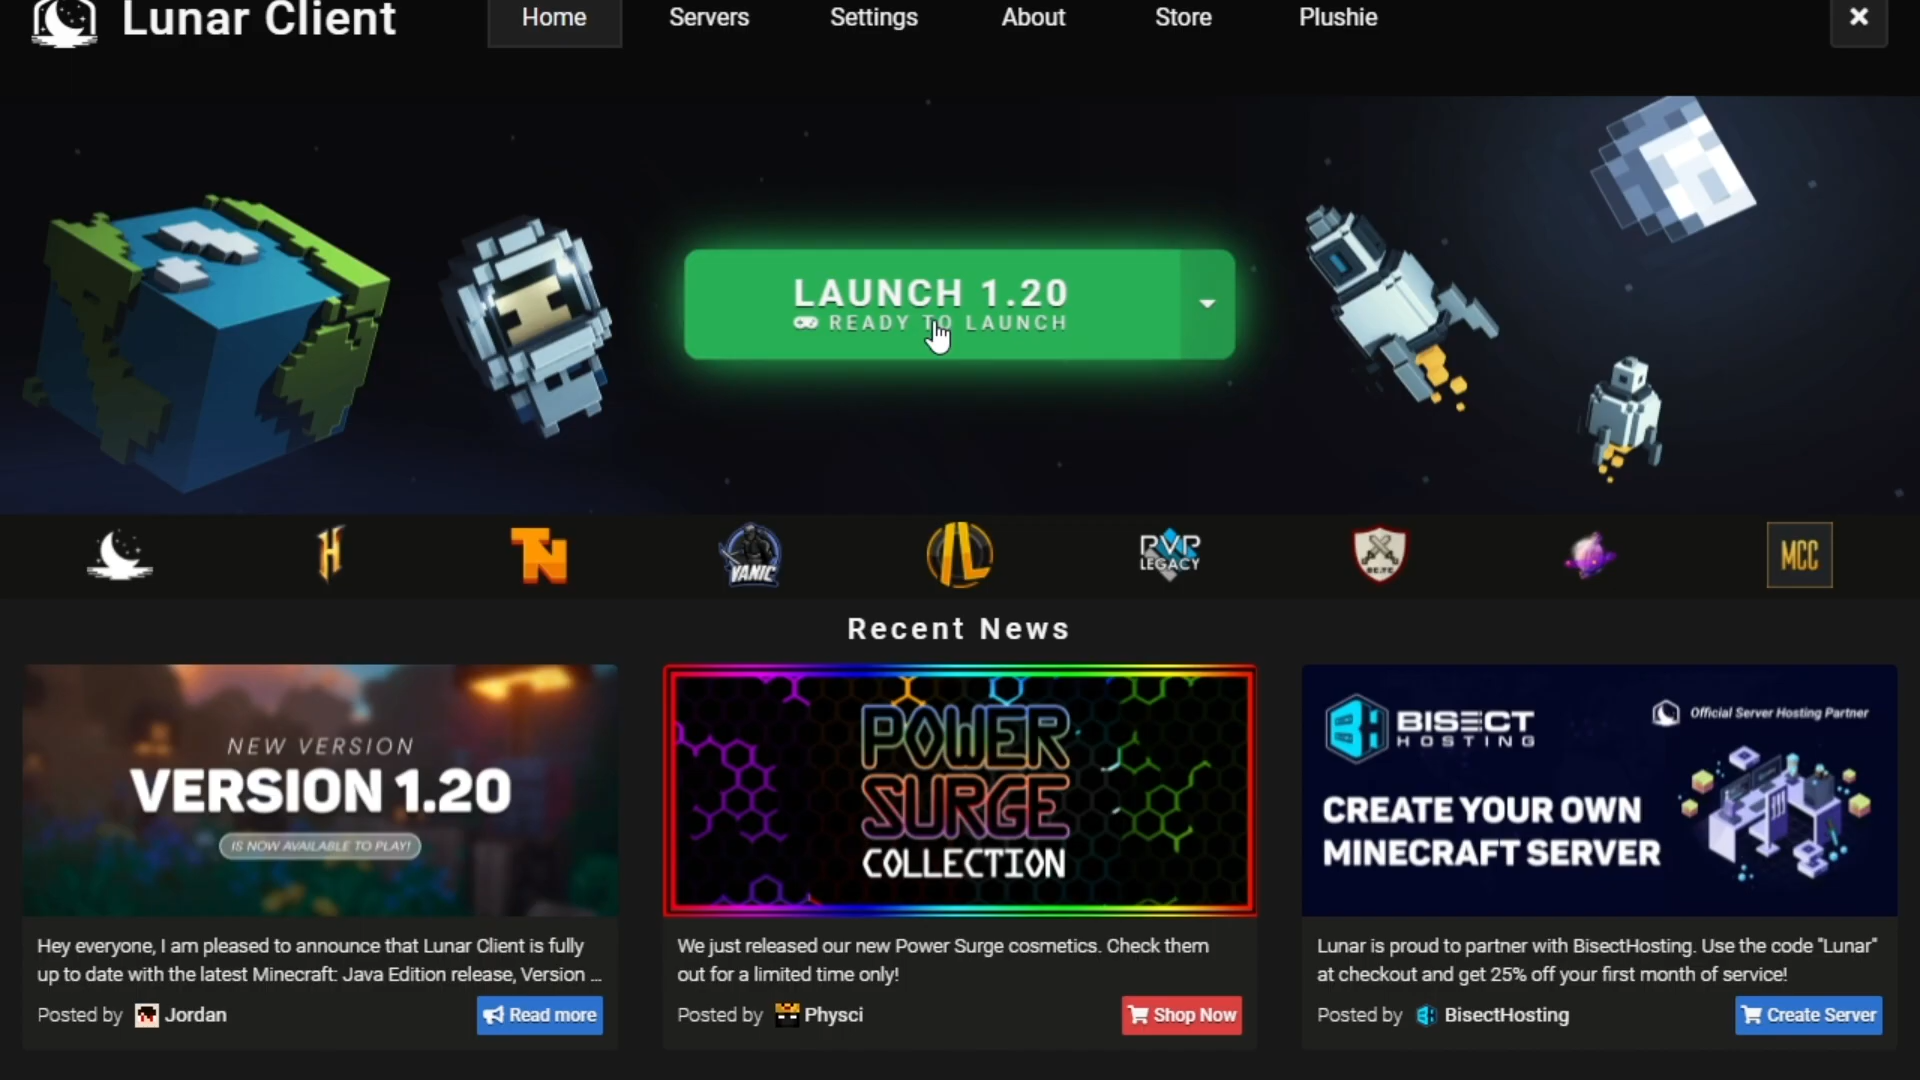 Lunar Client
Home
Servers
Settings
About
Store
Plushie
LAUNCH 1.20
READY TO LAUNCH
H
TN
VANIC
IL
PVP
LEGACY
MCC
Recent News
NEW VERSION
VERSION 1.20
IS NOW AVAILABLE TO PLAY!
Hey everyone, I am pleased to announce that Lunar Client is fully
up to date with the latest Minecraft: Java Edition release, Version ...
Posted by Jordan
Read more
POWER
SURGE
COLLECTION
We just released our new Power Surge cosmetics. Check them
out for a limited time only!
Posted by Physci
Shop Now
BISECT
HOSTING
Official Server Hosting Partner
CREATE YOUR OWN
MINECRAFT SERVER
Lunar is proud to partner with BisectHosting. Use the code "Lunar"
at checkout and get 25% off your first month of service!
Posted by BisectHosting
Create Server